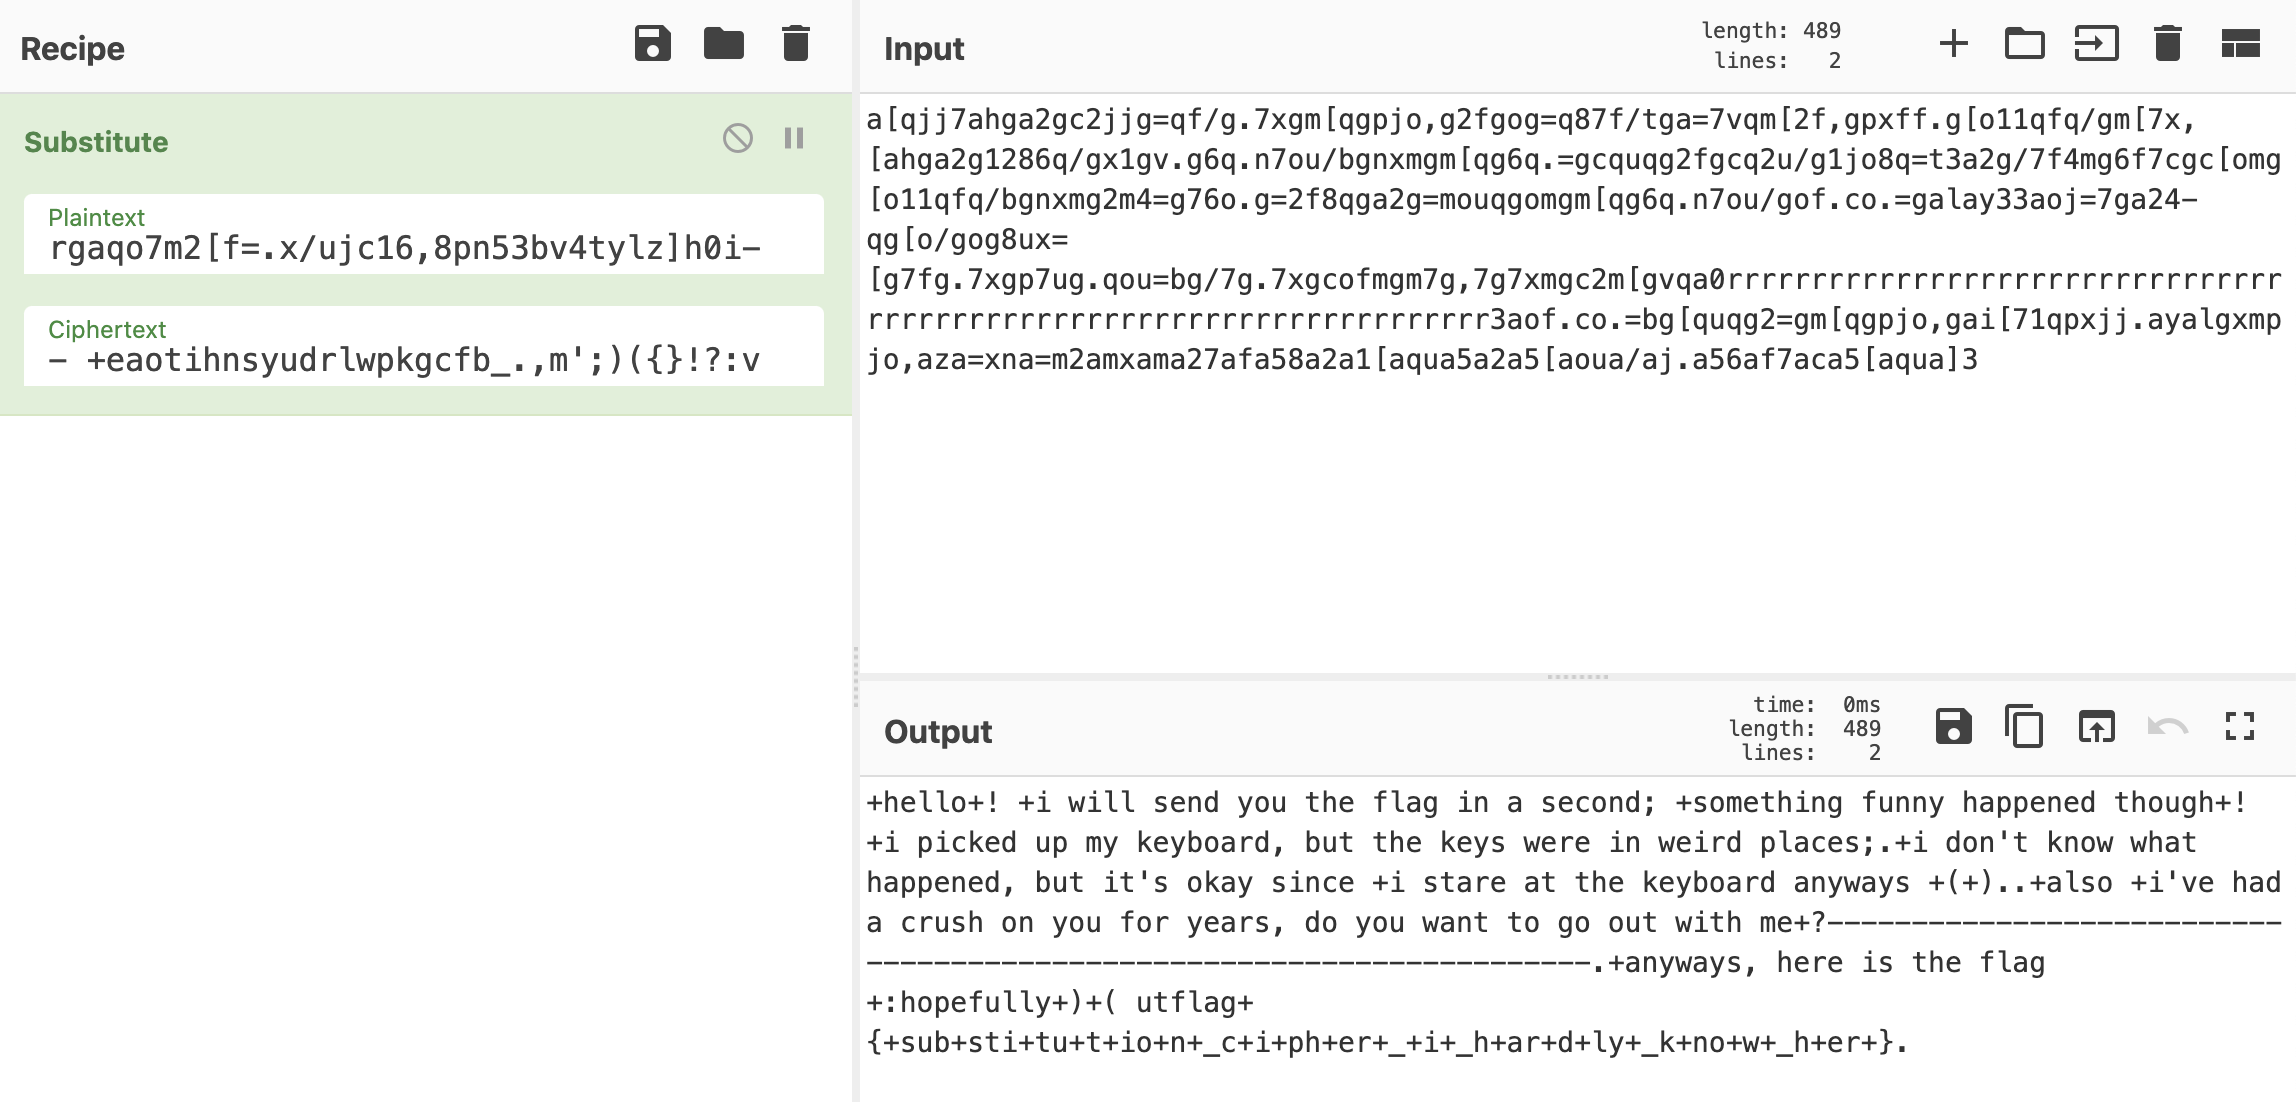 Recipe
Substitute
Plaintext
rgaqo7m2[f=.x/ujc16,8pn53bv4tylz]h0i-
Ciphertext
- +eaotihnsyudrlwpkgcfb_.,m';)({}!?:v
Input
length: 489
lines: 2
a[qjj7ahga2gc2jjg=qf/g.7xgm[qgpjo,g2fgog=q87f/tga=7vqm[2f,gpxff.g[o11qfq/gm[7x,
[ahga2g1286q/gx1gv.g6q.n7ou/bgnxmgm[qg6q.=gcquqg2fgcq2u/g1jo8q=t3a2g/7f4mg6f7cgc[omg
[o11qfq/bgnxmg2m4=g76o.g=2f8qga2g=mouqgomgm[qg6q.n7ou/gof.co.=galay33aoj=7ga24-
qg[o/gog8ux=
[g7fg.7xgp7ug.qou=bg/7g.7xgcofmgm7g,7g7xmgc2m[gvqa0rrrrrrrrrrrrrrrrrrrrrrrrrrrrrrrrr
rrrrrrrrrrrrrrrrrrrrrrrrrrrrrrrrrrrrr3aof.co.=bg[quqg2=gm[qgpjo,gai[71qpxjj.ayalgxmp
jo,aza=xna=m2amxama27afa58a2a1[aqua5a2a5[aoua/aj.a56af7aca5[aqua]3
Output
time: 0ms
length: 489
lines: 2
+hello+! +i will send you the flag in a second; +something funny happened though+!
+i picked up my keyboard, but the keys were in weird places;.+i don't know what
happened, but it's okay since +i stare at the keyboard anyways +(+)..+also +i've had
a crush on you for years, do you want to go out with me+?---------------------------
-------------------------------------------.+anyways, here is the flag
+:hopefully+)+( utflag+
{+sub+sti+tu+t+io+n+_c+i+ph+er+_+i+_h+ar+d+ly+_k+no+w+_h+er+}.